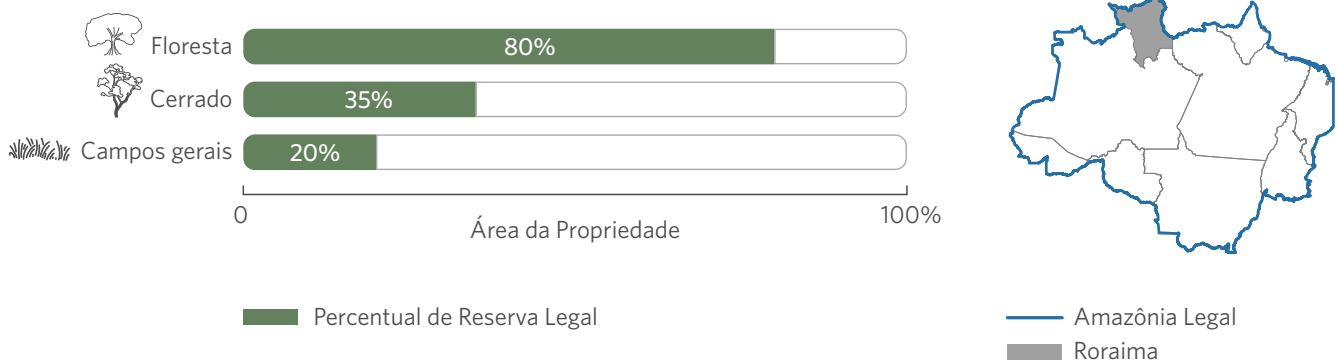 Floresta
80%
Cerrado
35%
Campos gerais
20%
0
100%
Área da Propriedade
Percentual de Reserva Legal
Amazônia Legal
Roraima